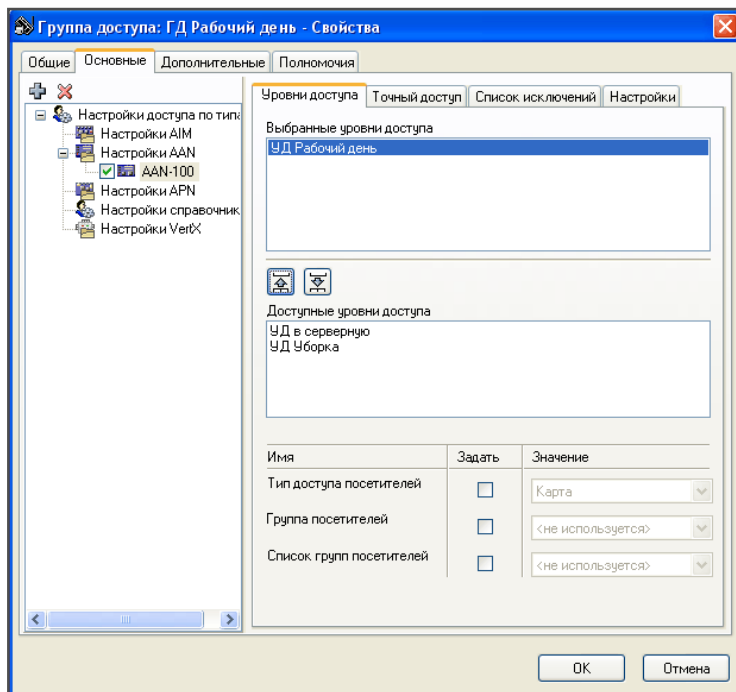 Группа доступа: ГД Рабочий день - Свойства
Общие Основные Дополнительные Полномочия
Настройки доступа по типа
Настройки AIM
Настройки AAN
AAN-100
Настройки APN
Настройки справочник
Настройки VertX
Уровни доступа Точный доступ Список исключений Настройки
Выбранные уровни доступа
УД Рабочий день
Доступные уровни доступа
УД в серверную
УД Уборка
Имя Задать Значение
Тип доступа посетителей Карта
Группа посетителей <не используется>
Список групп посетителей <не используется>
OK Отмена